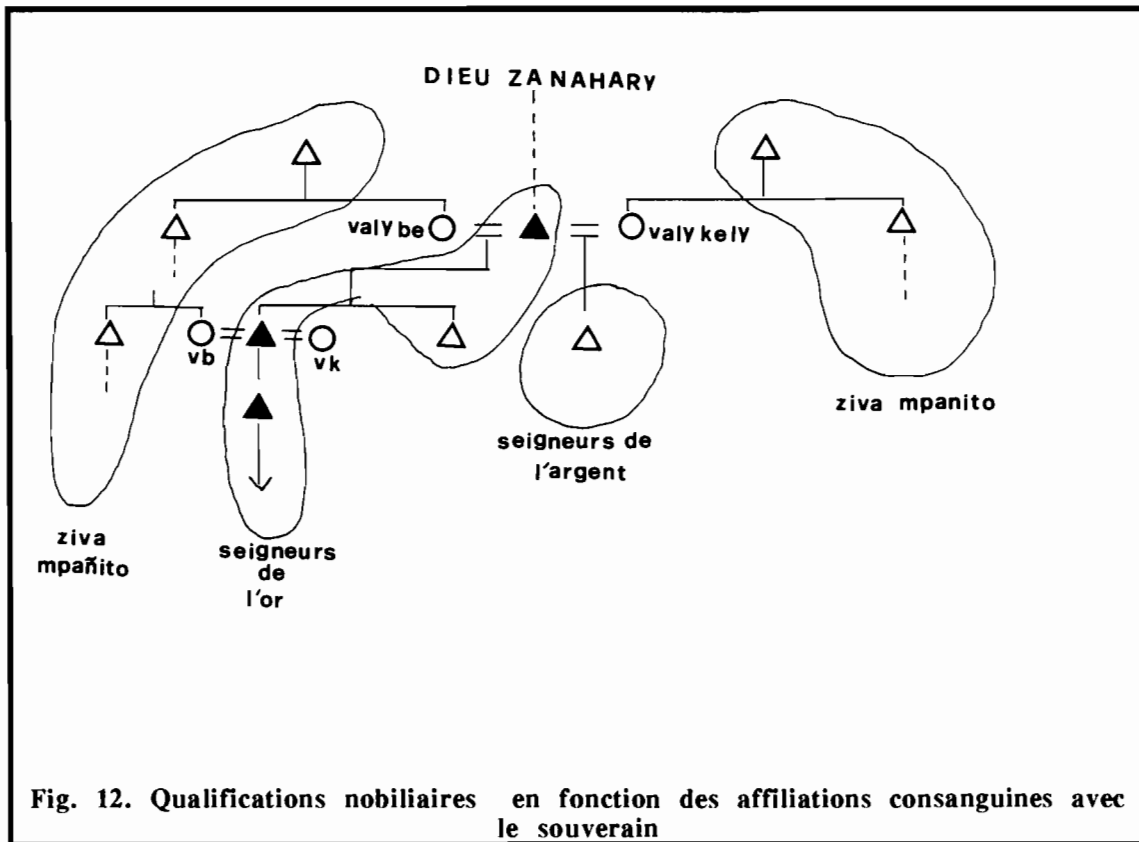 DIEU ZANAHARY
valy be
valy kely
vb
vk
ziva mpanito
seigneurs de
l'argent
ziva
mpañito
seigneurs
de
l'or
Fig. 12. Qualifications nobiliaires en fonction des affiliations consanguines avec
le souverain